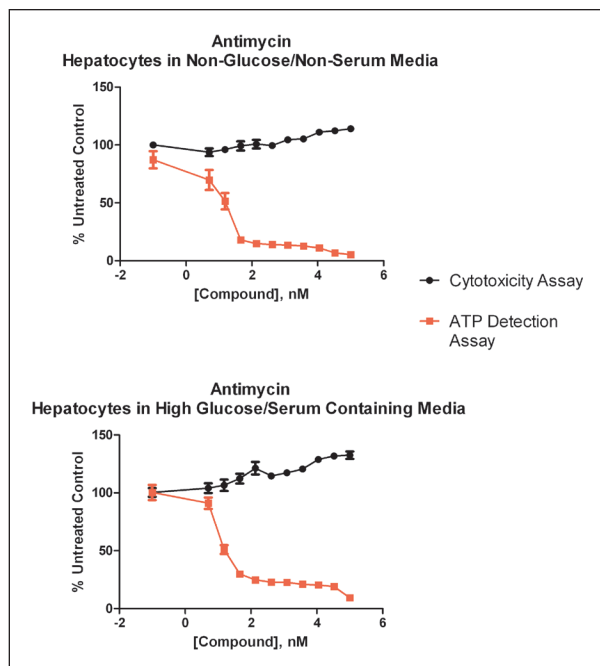 Antimycin
Hepatocytes in Non-Glucose/Non-Serum Media
150
100
50
0
% Untreated Control
-2
0
2
4
6
[Compound], nM
Cytotoxicity Assay
ATP Detection
Assay
Antimycin
Hepatocytes in High Glucose/Serum Containing Media
150
100
50
0
% Untreated Control
-2
0
2
4
6
[Compound], nM